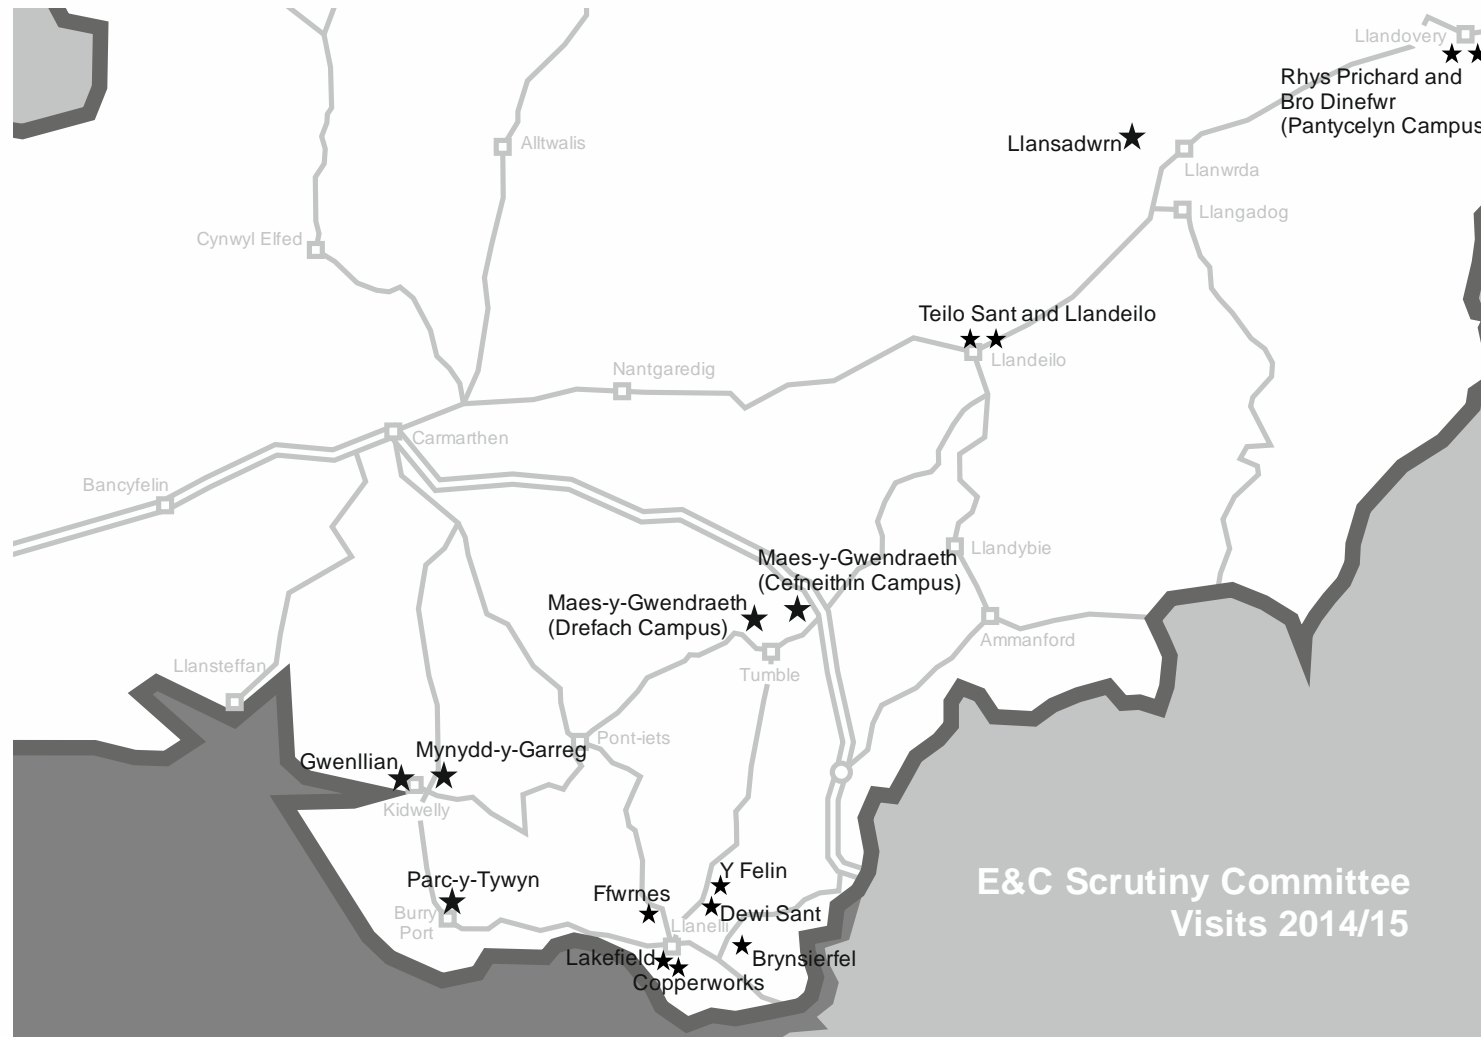 Llandovery
Rhys Prichard and
Bro Dinefwr
(Pantycelyn Campus
Llansadwrn
Alltwalis
Llanwrda
Llangadog
Cynwyl Elfed
Teilo Sant and Llandeilo
Llandeilo
Nantgaredig
Carmarthen
Bancyfelin
Maes-y-Gwendraeth
(Cefneithin Campus)
Llandybie
Maes-y-Gwendraeth
(Drefach Campus)
Ammanford
Llansteffan
Tumble
Pont-iets
Mynydd-y-Garreg
Gwenllian
Kidwelly
Parc-y-Tywyn
Burry
Port
Y Felin
Ffwrnes
Dewi Sant
Llanelli
Lakefield
Brynsierfel
Copperworks
E&C Scrutiny Committee
Visits 2014/15